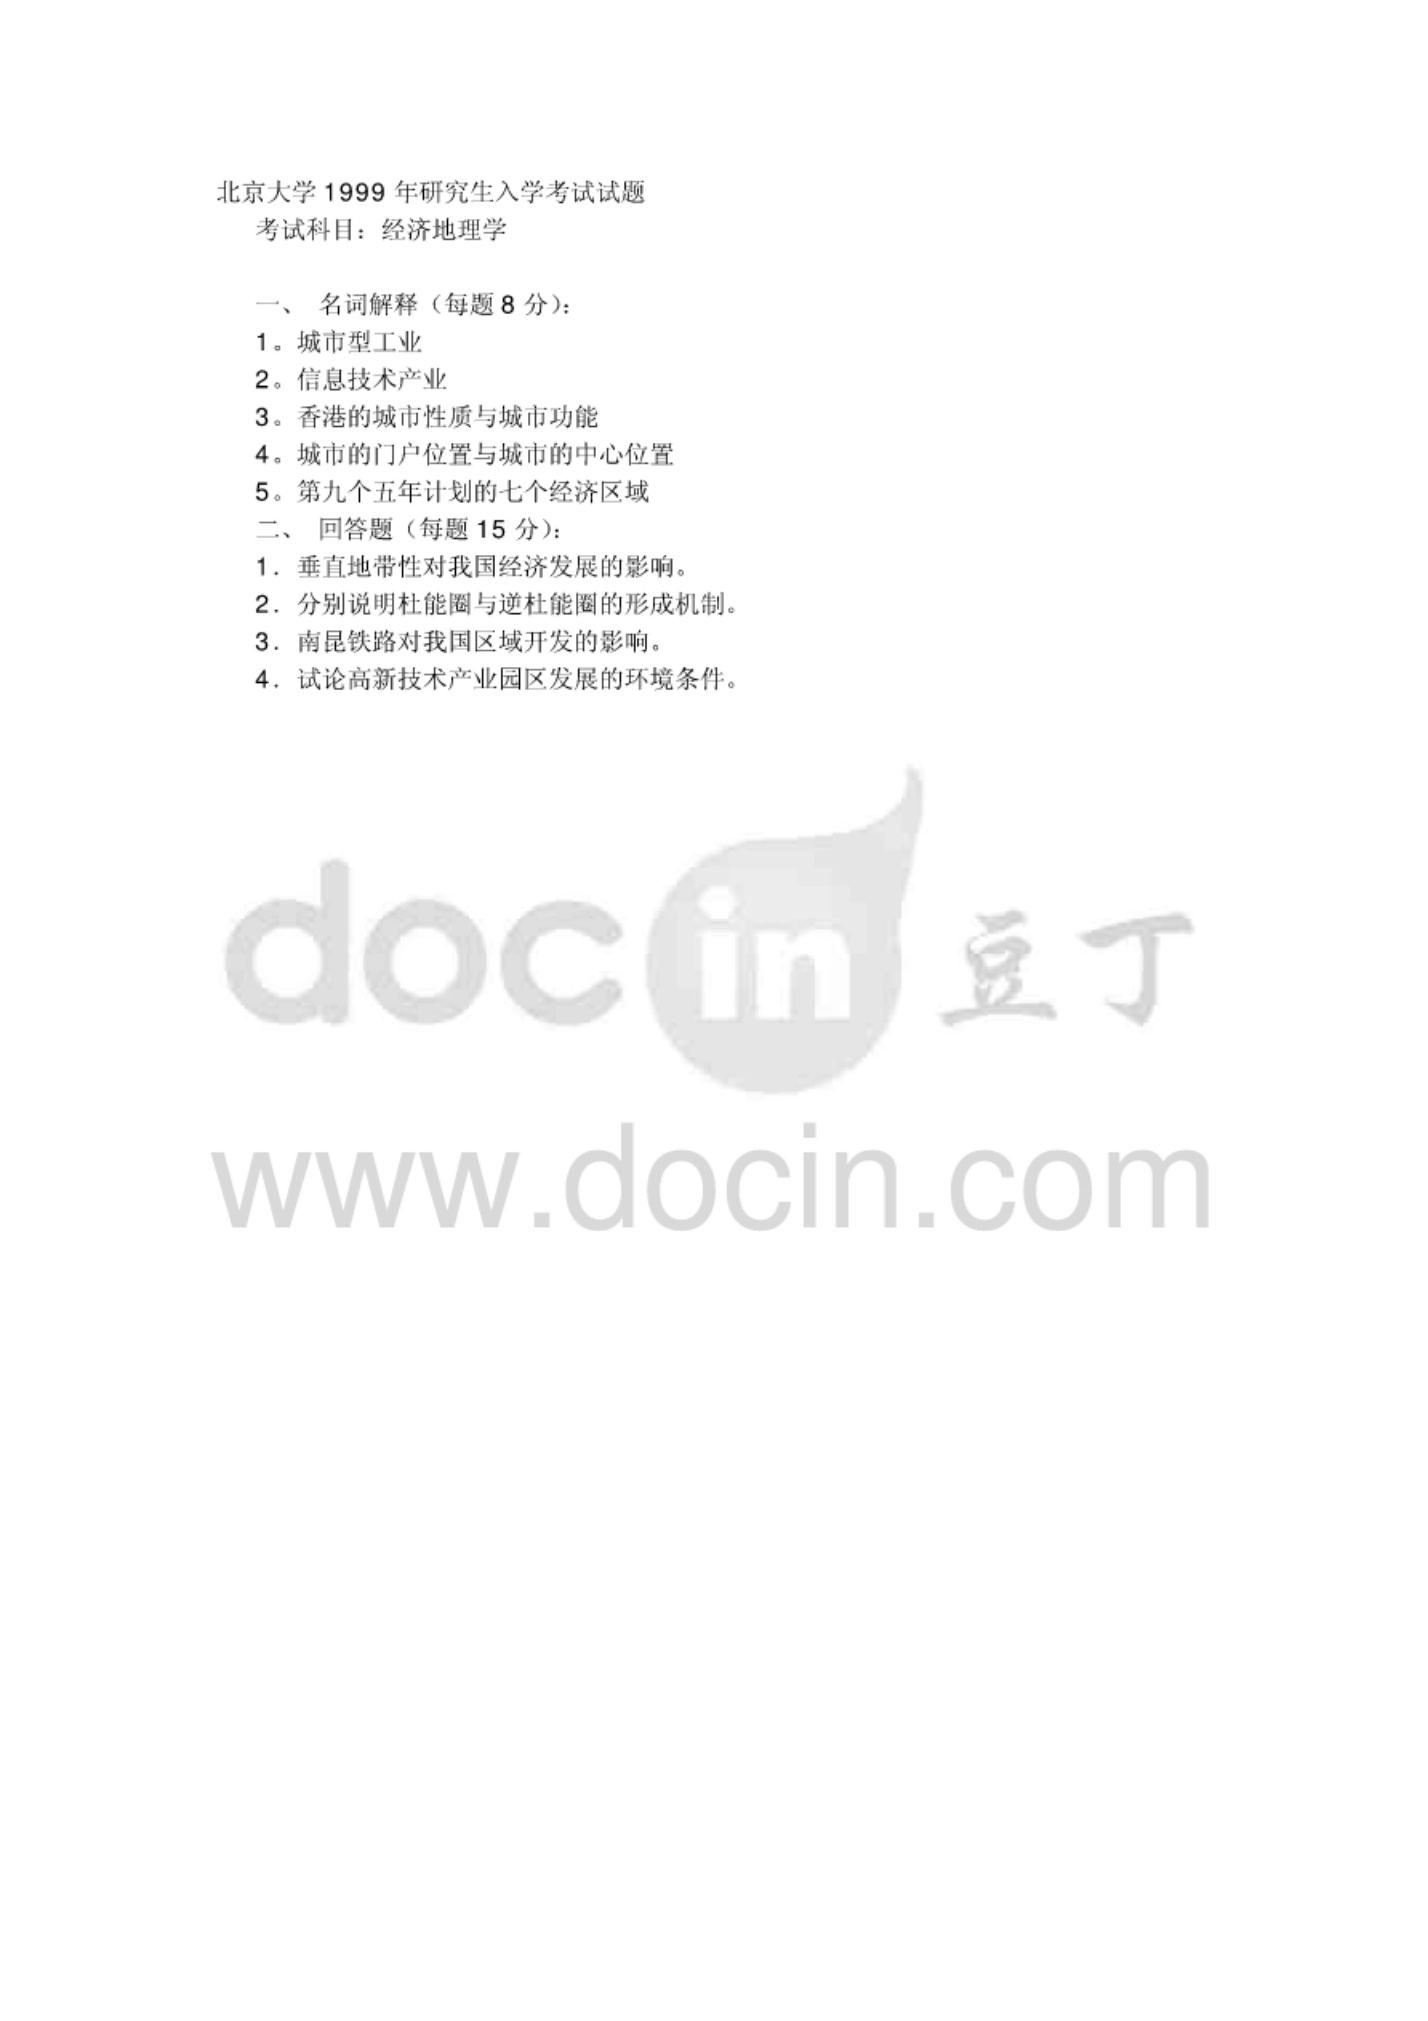 北京大学 1999 年研究生入学考试试题
考试科目：经济地理学
一、 名词解释（每题 8 分）：
1。城市型工业
2。信息技术产业
3。香港的城市性质与城市功能
4。城市的门户位置与城市的中心位置
5。第九个五年计划的七个经济区域
二、 回答题（每题 15 分）：
1．垂直地带性对我国经济发展的影响。
2．分别说明杜能圈与逆杜能圈的形成机制。
3．南昆铁路对我国区域开发的影响。
4．试论高新技术产业园区发展的环境条件。
docin 豆丁
www.docin.com